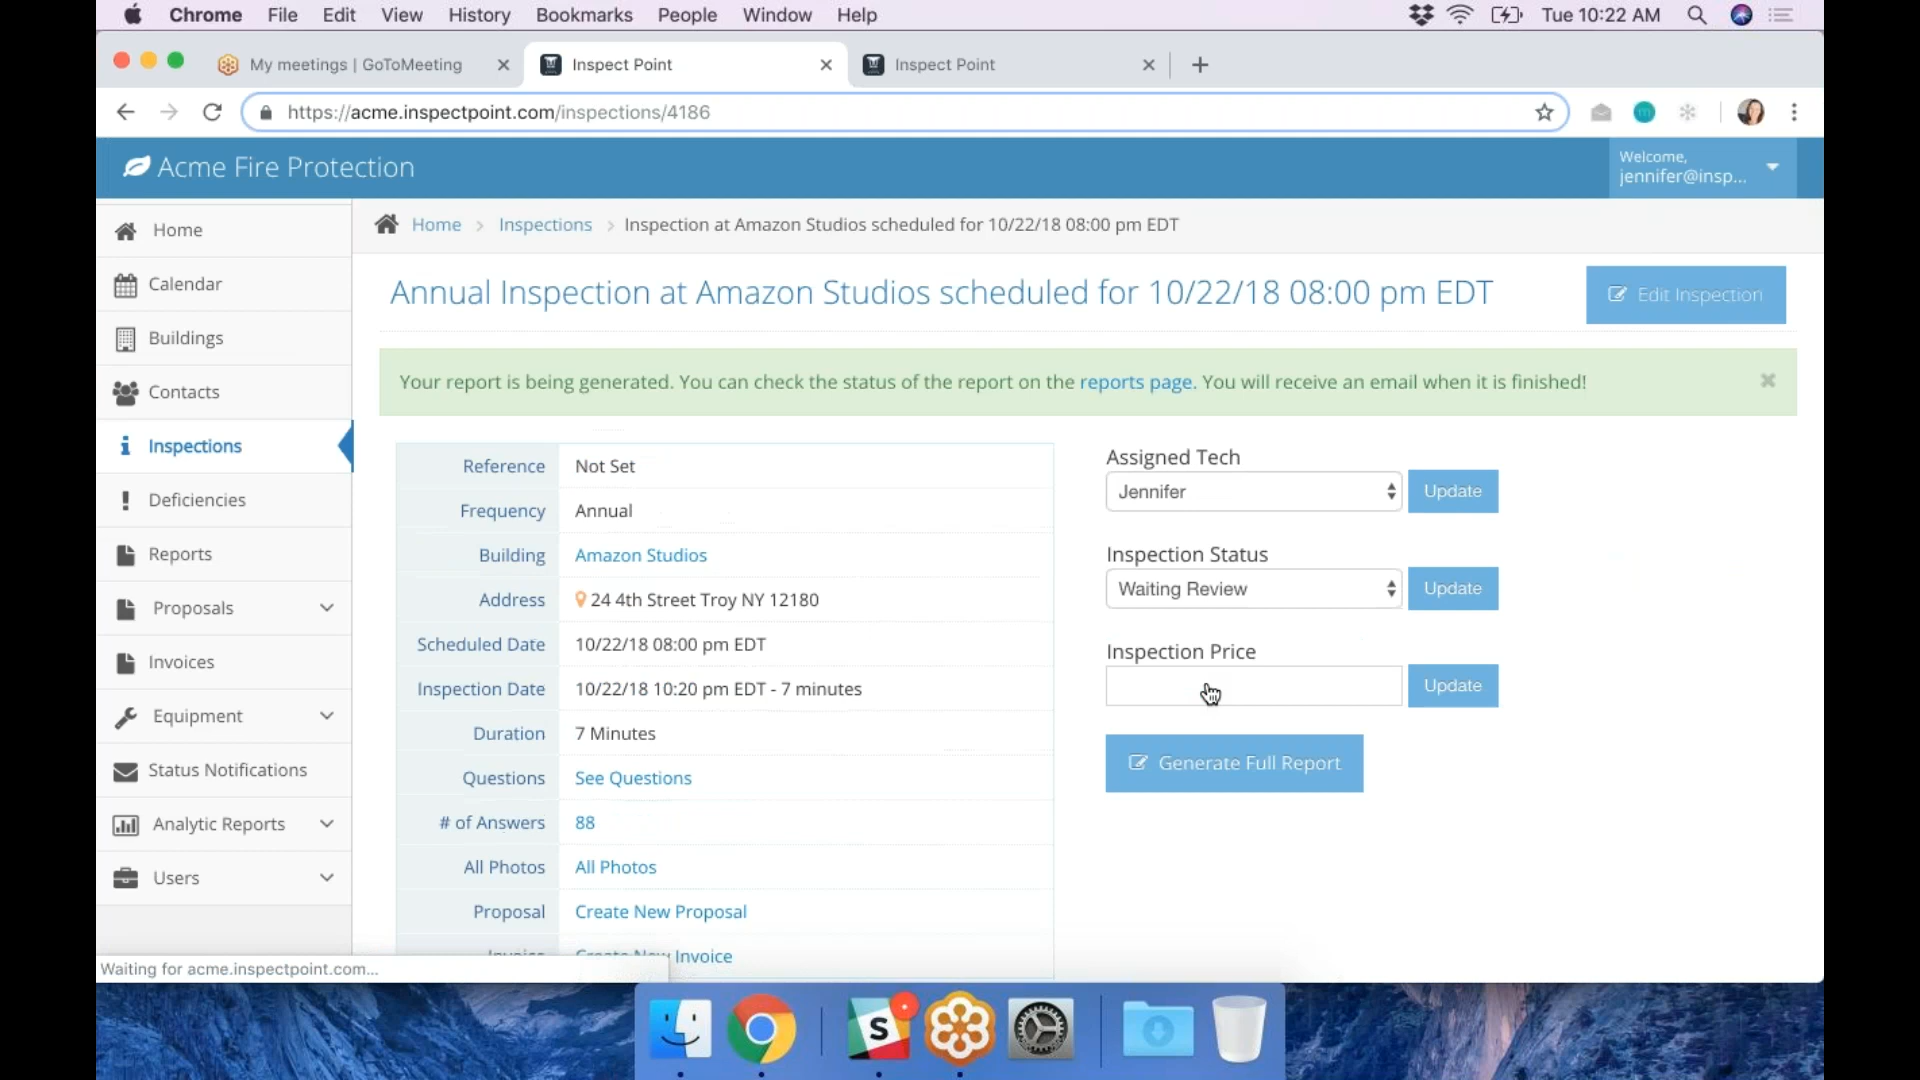 Chrome File Edit View History Bookmarks People Window Help Tue 10:22 AM
My meetings | GoToMeeting Inspect Point Inspect Point
https://acme.inspectpoint.com/inspections/4186
Acme Fire Protection
Welcome,
jennifer@insp...
Home
Calendar
Buildings
Contacts
Inspections
Deficiencies
Reports
Proposals
Invoices
Equipment
Status Notifications
Analytic Reports
Users
Home > Inspections > Inspection at Amazon Studios scheduled for 10/22/18 08:00 pm EDT
Annual Inspection at Amazon Studios scheduled for 10/22/18 08:00 pm EDT
Edit Inspection
Your report is being generated. You can check the status of the report on the reports page. You will receive an email when it is finished!
Reference Not Set
Frequency Annual
Building Amazon Studios
Address 24 4th Street Troy NY 12180
Scheduled Date 10/22/18 08:00 pm EDT
Inspection Date 10/22/18 10:20 pm EDT - 7 minutes
Duration 7 Minutes
Questions See Questions
# of Answers 88
All Photos All Photos
Proposal Create New Proposal
Invoice Create New Invoice
Assigned Tech
Jennifer Update
Inspection Status
Waiting Review Update
Inspection Price
Update
Generate Full Report
Waiting for acme.inspectpoint.com...
S